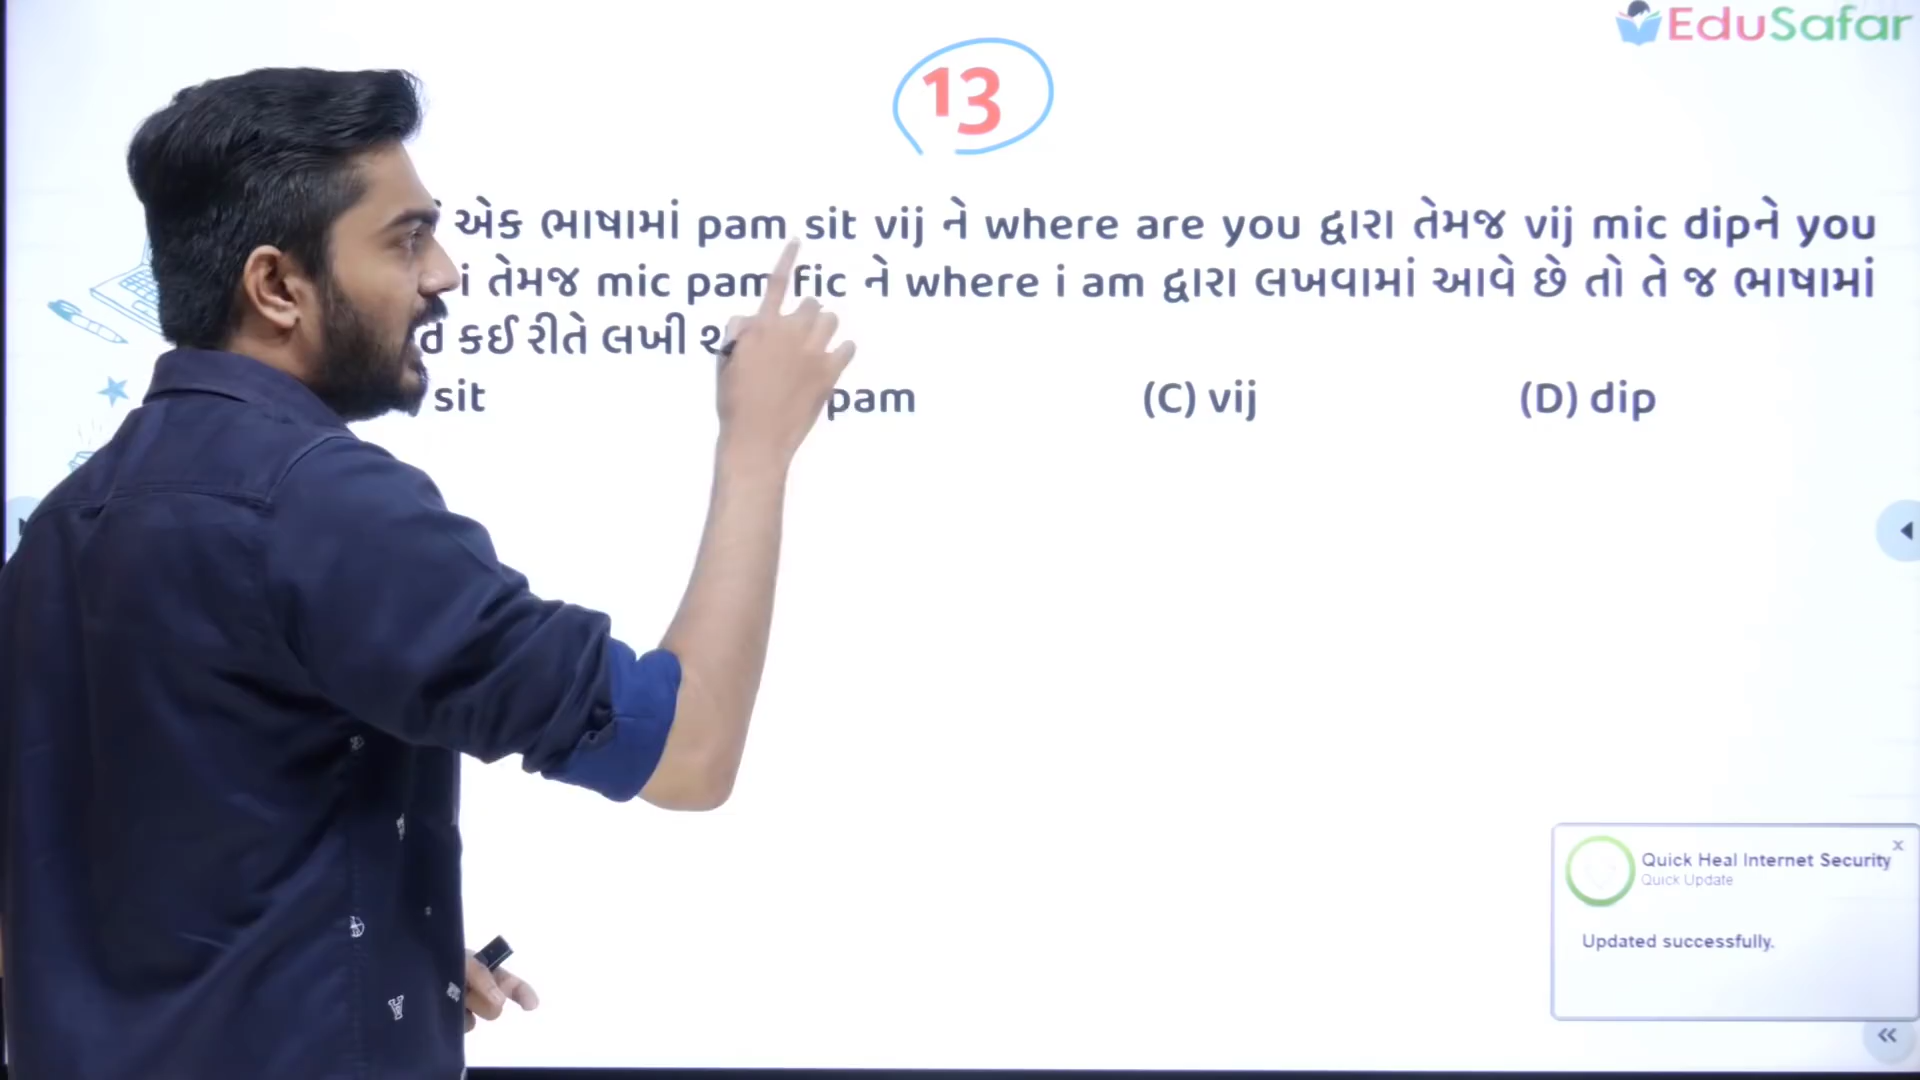 EduSafar
13
એક ભાષામાં pam sit vij ને where are you દ્વારા તેમજ vij mic dipને you
i તેમજ mic pam fic ને where i am દ્વારા લખવામાં આવે છે તો તે જ ભાષામાં
કઈ રીતે લખી
sit pam (C) vij (D) dip
x
Quick Heal Internet Security
Quick Update
Updated successfully.